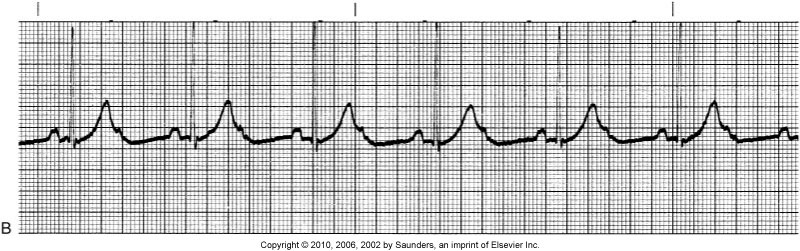 B
Copyright © 2010, 2006, 2002 by Saunders, an imprint of Elsevier Inc.